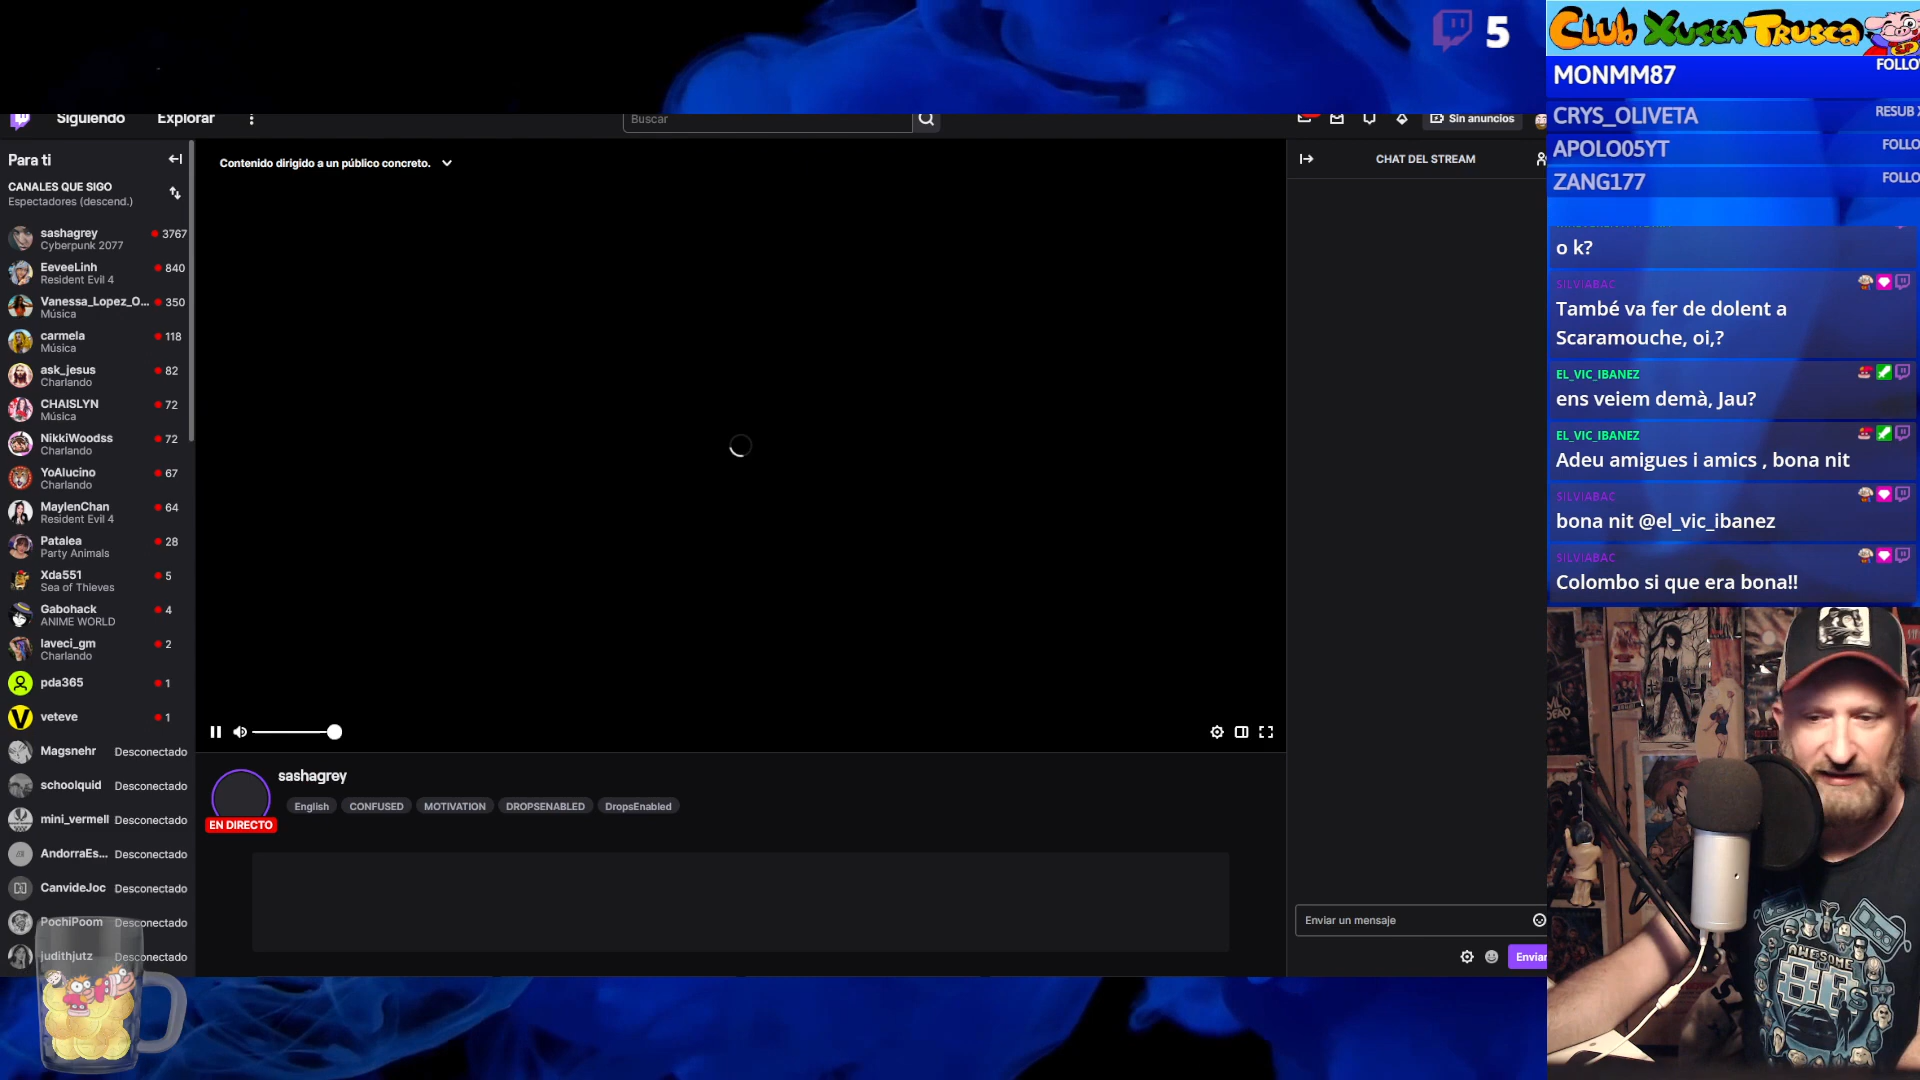 5
Club Xusca Trusca
MONMM87
FOLLO
CRYS_OLIVETA
RESUB
APOLO05YT
FOLLO
ZANG177
FOLLO
Siguiendo
Explorar
Buscar
Sin anuncios
Para ti
CANALES QUE SIGO
Espectadores (descend.)
sashagrey
3767
Cyberpunk 2077
EeveeLinh
840
Resident Evil 4
Vanessa_Lopez_O...
350
Música
carmela
118
Música
ask_jesus
82
Charlando
CHAISLYN
72
Música
NikkiWoodss
72
Charlando
YoAlucino
67
Charlando
MaylenChan
64
Resident Evil 4
Patalea
28
Party Animals
Xda551
5
Sea of Thieves
Gabohack
4
ANIME WORLD
laveci_gm
2
Charlando
pda365
1
veteve
1
Magsnehr
Desconectado
schoolquid
Desconectado
mini_vermell
Desconectado
AndorraEs...
Desconectado
CanvideJoc
Desconectado
PochiPoom
Desconectado
judithjutz
Desconectado
Contenido dirigido a un público concreto.
sashagrey
English
CONFUSED
MOTIVATION
DROPSENABLED
DropsEnabled
EN DIRECTO
CHAT DEL STREAM
Enviar un mensaje
Enviar
o k?
SILVIABAC
També va fer de dolent a
Scaramouche, oi,?
EL_VIC_IBANEZ
ens veiem demà, Jau?
EL_VIC_IBANEZ
Adeu amigues i amics , bona nit
SILVIABAC
bona nit @el_vic_ibanez
SILVIABAC
Colombo si que era bona!!
AWESOME
80s